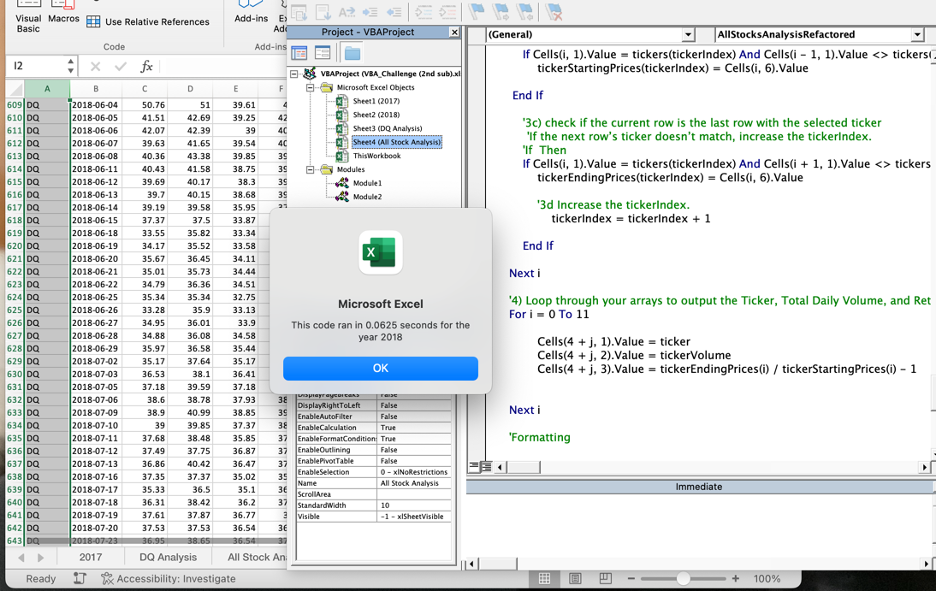 Visual Basic
Macros
Use Relative References
Code
Add-ins
Add-ins
I2
fx
A B C D E F
609 DQ 2018-06-04 50.76 51 39.61
610 DQ 2018-06-05 41.51 42.69 39.25
611 DQ 2018-06-06 42.07 42.39 39
612 DQ 2018-06-07 39.63 41.65 39.54
613 DQ 2018-06-08 40.36 43.38 39.85
614 DQ 2018-06-11 40.43 41.58 38.75
615 DQ 2018-06-12 39.69 40.17 38.3
616 DQ 2018-06-13 39.7 40.15 38.68
617 DQ 2018-06-14 39.19 39.58 35.95
618 DQ 2018-06-15 37.37 37.5 33.87
619 DQ 2018-06-18 33.55 35.82 33.34
620 DQ 2018-06-19 34.17 35.52 33.58
621 DQ 2018-06-20 35.67 36.45 34.11
622 DQ 2018-06-21 35.01 35.73 34.44
623 DQ 2018-06-22 34.79 36.36 34.51
624 DQ 2018-06-25 35.34 35.34 32.75
625 DQ 2018-06-26 33.28 35.9 33.13
626 DQ 2018-06-27 34.95 36.01 33.9
627 DQ 2018-06-28 34.88 36.08 34.58
628 DQ 2018-06-29 35.97 36.58 35.44
629 DQ 2018-07-02 35.17 37.64 35.17
630 DQ 2018-07-03 36.53 38.1 36.41
631 DQ 2018-07-05 37.18 39.59 37.18
632 DQ 2018-07-06 38.6 38.78 37.93
633 DQ 2018-07-09 38.9 40.99 38.85
634 DQ 2018-07-10 39 39.85 37.37
635 DQ 2018-07-11 37.68 38.48 35.85
636 DQ 2018-07-12 37.49 37.75 36.87
637 DQ 2018-07-13 36.86 40.42 36.47
638 DQ 2018-07-16 37.35 37.37 35.02
639 DQ 2018-07-17 35.33 36.5 35.1
640 DQ 2018-07-18 36.31 38.42 36.2
641 DQ 2018-07-19 37.61 37.87 36.77
642 DQ 2018-07-20 37.53 37.53 36.54
643 DQ 2018-07-23 36.95 38.65 36.54
2017
DQ Analysis
All Stock An
Ready
Accessibility: Investigate
100%
Project - VBAProject
VBAProject (VBA_Challenge (2nd sub).xl
Microsoft Excel Objects
Sheet1 (2017)
Sheet2 (2018)
Sheet3 (DQ Analysis)
Sheet4 (All Stock Analysis)
ThisWorkbook
Modules
Module1
Module2
Microsoft Excel
This code ran in 0.0625 seconds for the
year 2018
OK
DisplayPageBreaks False
DisplayRightToLeft False
EnableAutoFilter False
EnableCalculation True
EnableFormatCondition: True
EnableOutlining False
EnablePivotTable False
EnableSelection 0 - xlNoRestrictions
Name All Stock Analysis
ScrollArea
StandardWidth 10
Visible -1 - xlSheetVisible
(General)
AllStocksAnalysisRefactored
If Cells(i, 1).Value = tickers(tickerIndex) And Cells(i - 1, 1).Value <> tickers(
tickerStartingPrices(tickerIndex) = Cells(i, 6).Value
End If
'3c) check if the current row is the last row with the selected ticker
'If the next row's ticker doesn't match, increase the tickerIndex.
'If Then
If Cells(i, 1).Value = tickers(tickerIndex) And Cells(i + 1, 1).Value <> tickers
tickerEndingPrices(tickerIndex) = Cells(i, 6).Value
'3d Increase the tickerIndex.
tickerIndex = tickerIndex + 1
End If
Next i
'4) Loop through your arrays to output the Ticker, Total Daily Volume, and Ret
For i = 0 To 11
Cells(4 + j, 1).Value = ticker
Cells(4 + j, 2).Value = tickerVolume
Cells(4 + j, 3).Value = tickerEndingPrices(i) / tickerStartingPrices(i) - 1
Next i
'Formatting
Immediate